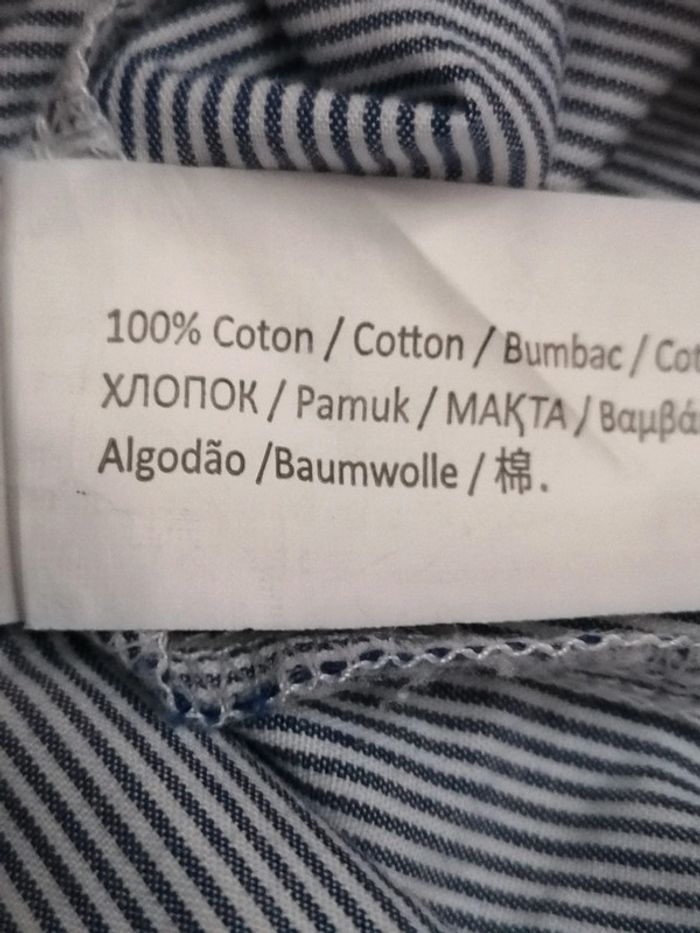 100% Coton / Cotton / Bumbac /
ХЛОПОК / Pamuk / МАҚТА /
Algodão /Baumwolle / 棉.